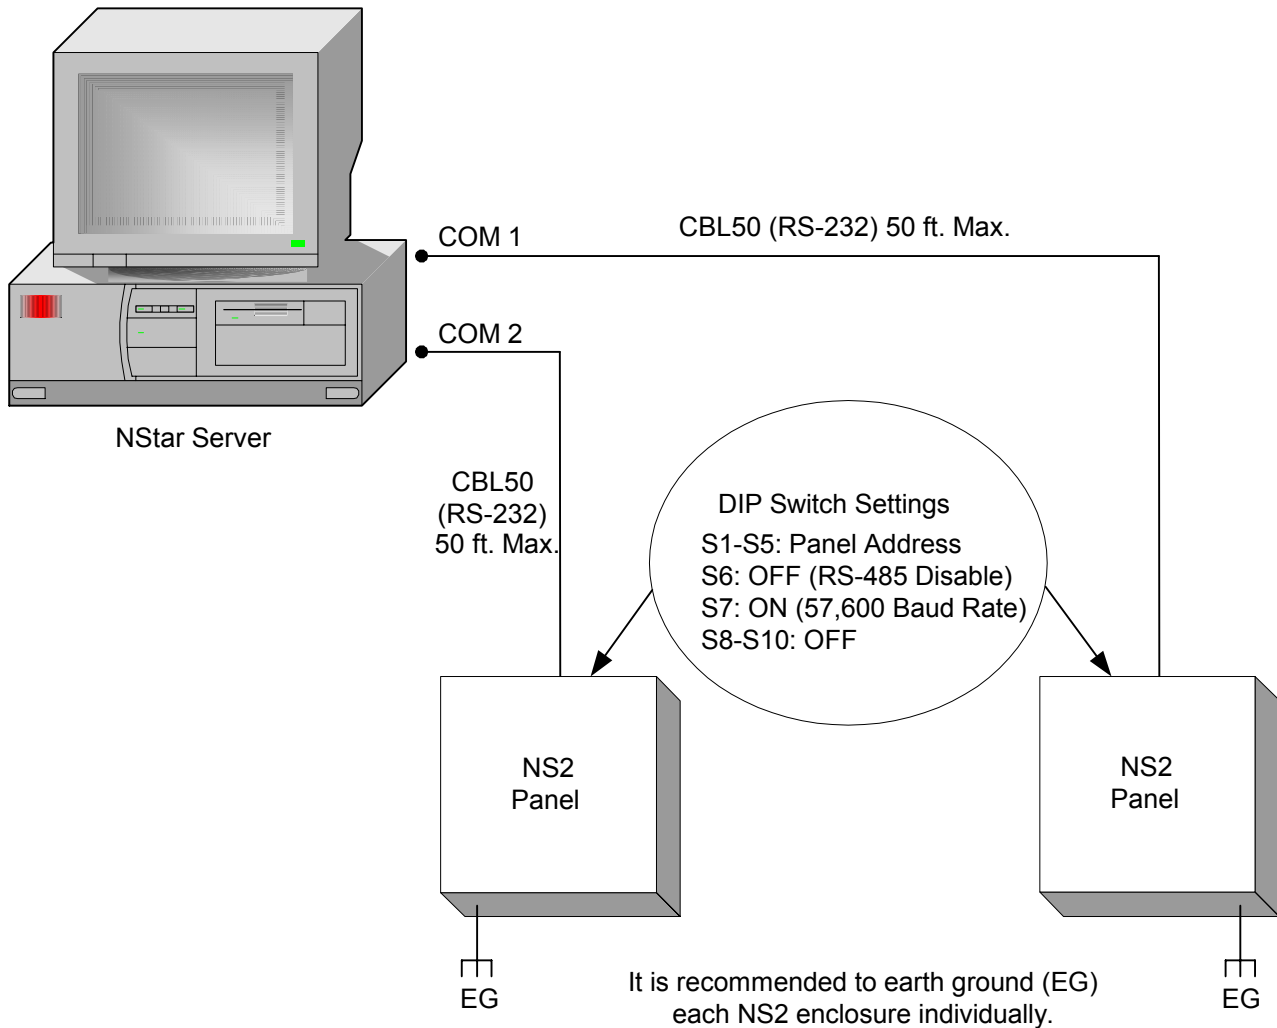 COM 1
CBL50 (RS-232) 50 ft. Max.
COM 2
NStar Server
CBL50
(RS-232)
50 ft. Max.
DIP Switch Settings
S1-S5: Panel Address
S6: OFF (RS-485 Disable)
S7: ON (57,600 Baud Rate)
S8-S10: OFF
NS2
Panel
NS2
Panel
EG
It is recommended to earth ground (EG)
each NS2 enclosure individually.
EG